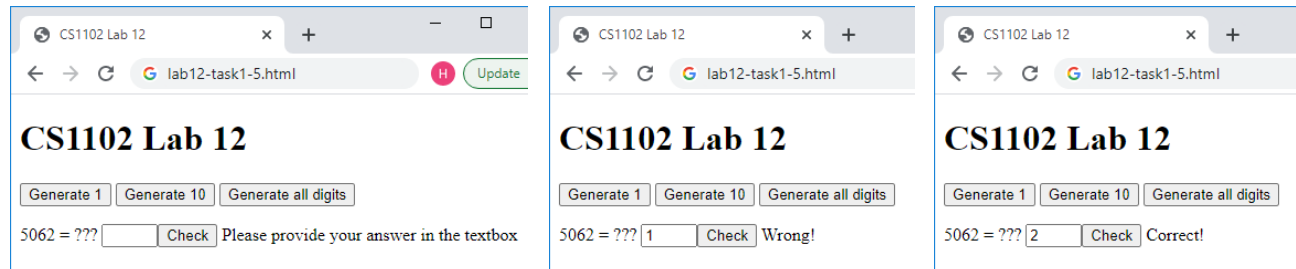 CS1102 Lab 12
lab12-task1-5.html
H
Update
CS1102 Lab 12
Generate 1 Generate 10 Generate all digits
5062 = ??? Check Please provide your answer in the textbox
CS1102 Lab 12
lab12-task1-5.html
CS1102 Lab 12
Generate 1 Generate 10 Generate all digits
5062 = ??? 1 Check Wrong!
CS1102 Lab 12
lab12-task1-5.html
CS1102 Lab 12
Generate 1 Generate 10 Generate all digits
5062 = ??? 2 Check Correct!